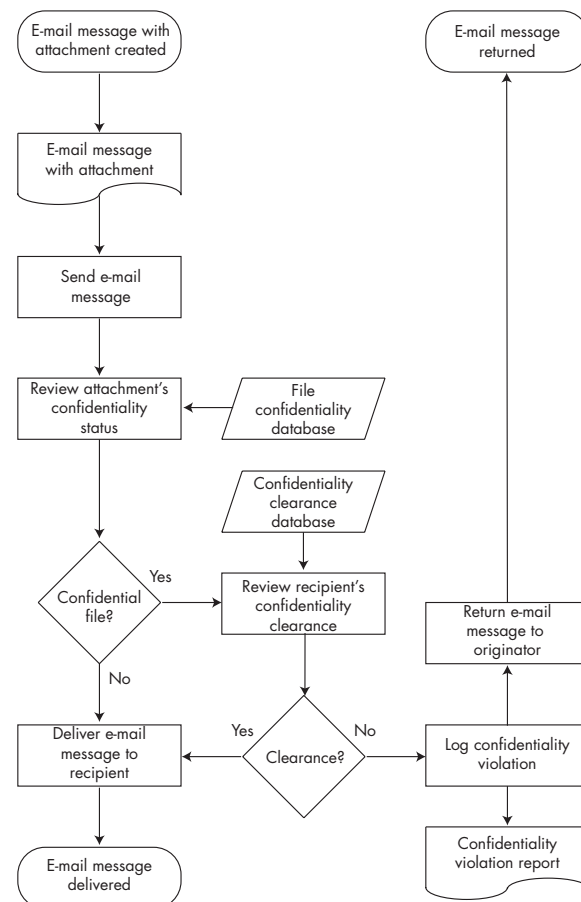 E-mail message with
attachment created
E-mail message
returned
E-mail message
with attachment
Send e-mail
message
Review attachment's
confidentiality
status
File
confidentiality
database
Confidentiality
clearance
database
Confidential
file?
Yes
Review recipient's
confidentiality
clearance
Return e-mail
message to
originator
No
Deliver e-mail
message to
recipient
Yes
Clearance?
No
Log confidentiality
violation
E-mail message
delivered
Confidentiality
violation report